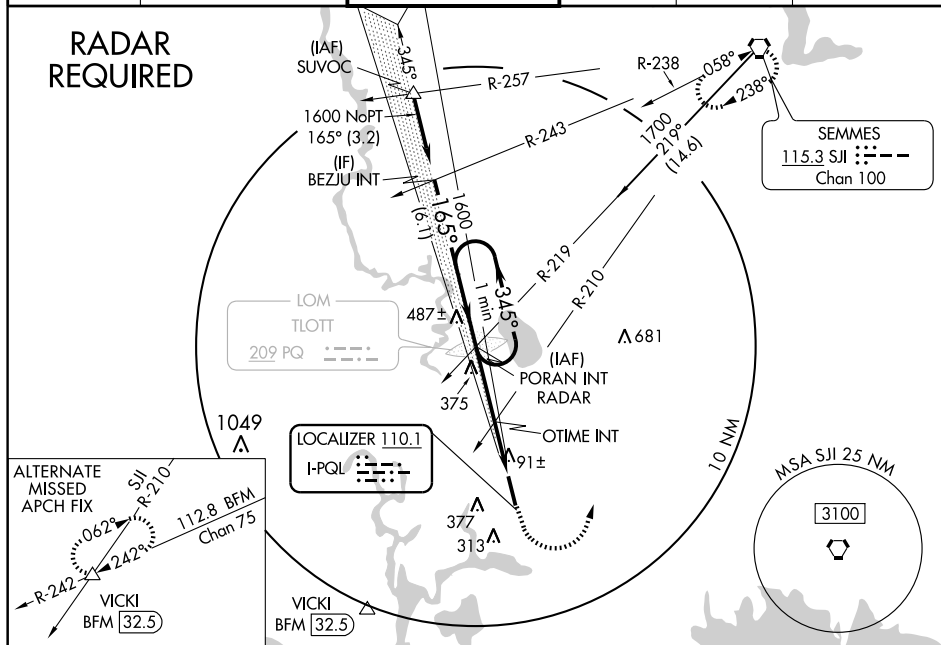 RADAR
REQUIRED
(IAF)
SUVOC
345°
R-257
R-238
058°
238°
1600 NoPT
165° (3.2)
(IF)
BEZJU INT
R-243
1700
219°
(14.6)
SEMMES
115.3 SJI
Chan 100
(6.1)
165°
1600
R-219
R-210
1 min
345°
LOM
TLOTT
209 PQ
487±
681
(IAF)
PORAN INT
RADAR
375
OTIME INT
1049
LOCALIZER 110.1
I-PQL
91±
10 NM
377
313
ALTERNATE
MISSED
APCH FIX
SJI
R-210
112.8 BFM
Chan 75
062°
242°
R-242
VICKI
BFM 32.5
VICKI
BFM 32.5
MSA SJI 25 NM
3100